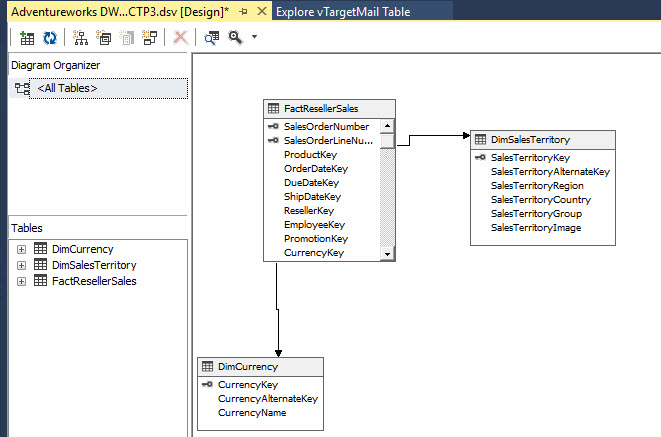 Adventureworks DW...CTP3.dsv [Design]*
Explore vTargetMail Table
Diagram Organizer
<All Tables>
Tables
DimCurrency
DimSalesTerritory
FactResellerSales
FactResellerSales
SalesOrderNumber
SalesOrderLineNu...
ProductKey
OrderDateKey
DueDateKey
ShipDateKey
ResellerKey
EmployeeKey
PromotionKey
CurrencyKey
DimSalesTerritory
SalesTerritoryKey
SalesTerritoryAlternateKey
SalesTerritoryRegion
SalesTerritoryCountry
SalesTerritoryGroup
SalesTerritoryImage
DimCurrency
CurrencyKey
CurrencyAlternateKey
CurrencyName